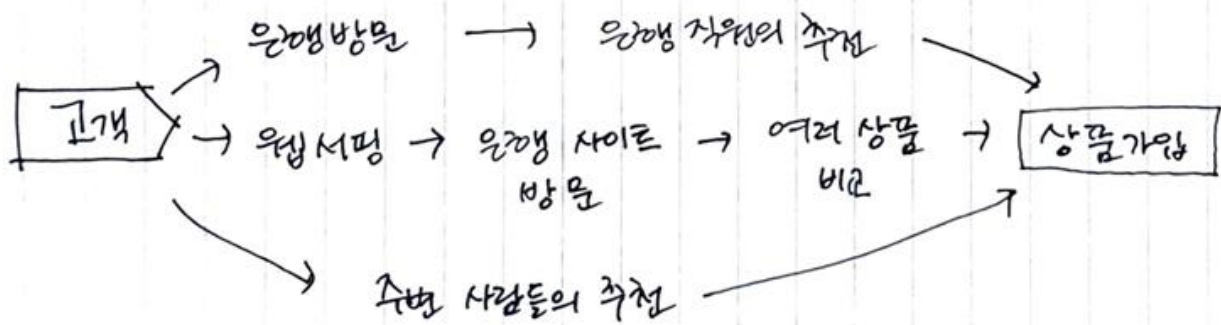 은행방문 → 은행 직원의 추천
고객 → 웹서핑 → 은행 사이트 방문 → 여러 상품 비교 → 상품가입
주변 사람들의 추천